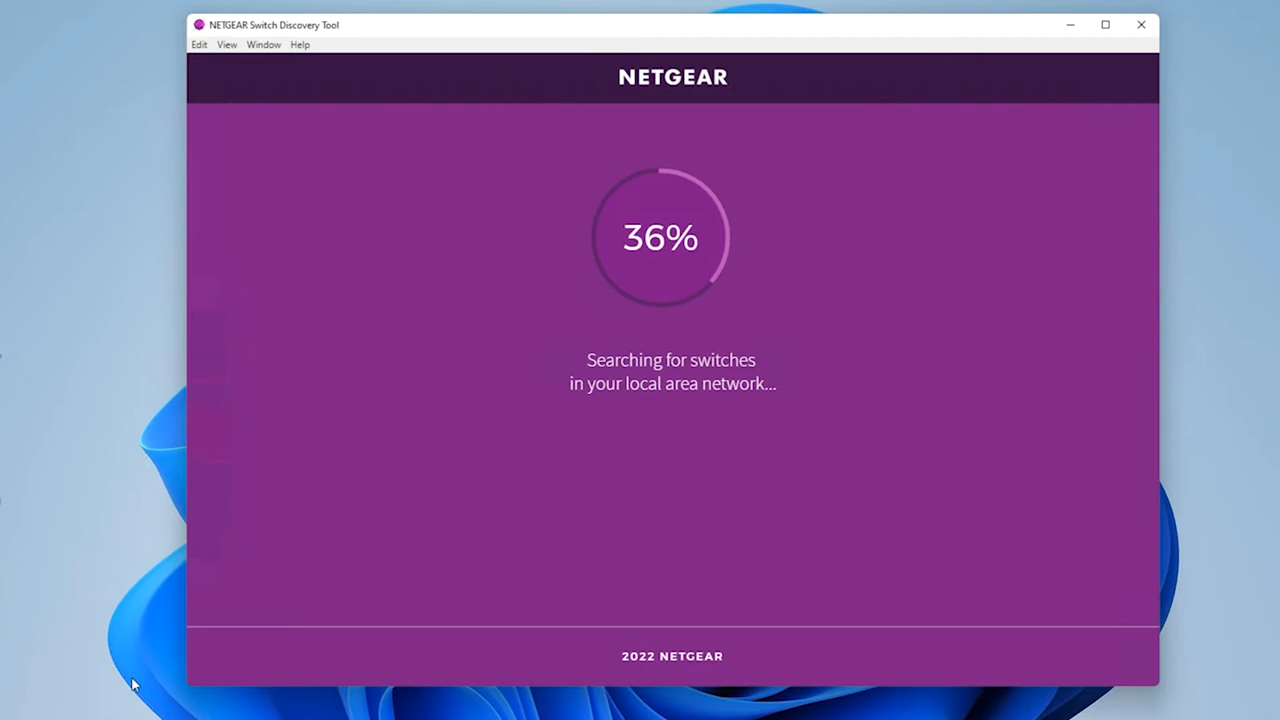 NETGEAR Switch Discovery Tool
Edit View Window Help
NETGEAR
36%
Searching for switches
in your local area network...
2022 NETGEAR